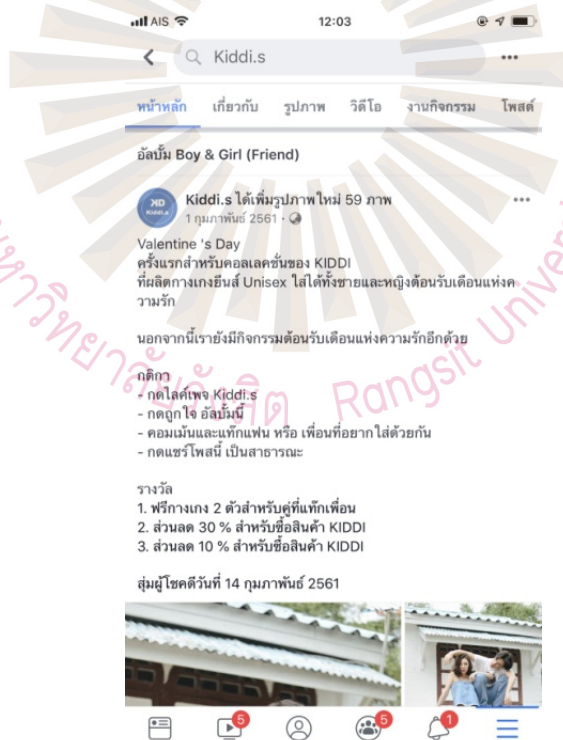 AIS 12:03
Kiddi.s
หน้าหลัก เกี่ยวกับ รูปภาพ วิดีโอ งานกิจกรรม โพสต์
อัลบั้ม Boy & Girl (Friend)
KD
KIDDI.S
Kiddi.s ได้เพิ่มรูปภาพใหม่ 59 ภาพ
1 กุมภาพันธ์ 2561 ·
Valentine 's Day
ครั้งแรกสำหรับคอลเลคชั่นของ KIDDI
ที่ผลิตกางเกงยีนส์ Unisex ใส่ได้ทั้งชายและหญิงต้อนรับเดือนแห่งค
วามรัก
นอกจากนี้เรายังมีกิจกรรมต้อนรับเดือนแห่งความรักอีกด้วย
กติกา
- กดไลค์เพจ Kiddi.s
- กดถูกใจ อัลบั้มนี้
- คอมเม้นและแท๊กแฟน หรือ เพื่อนที่อยากใส่ด้วยกัน
- กดแชร์โพสนี้ เป็นสาธารณะ
รางวัล
1. ฟรีกางเกง 2 ตัวสำหรับคู่ที่แท๊กเพื่อน
2. ส่วนลด 30 % สำหรับซื้อสินค้า KIDDI
3. ส่วนลด 10 % สำหรับซื้อสินค้า KIDDI
สุ่มผู้โชคดีวันที่ 14 กุมภาพันธ์ 2561
5 5 1
Rangsit